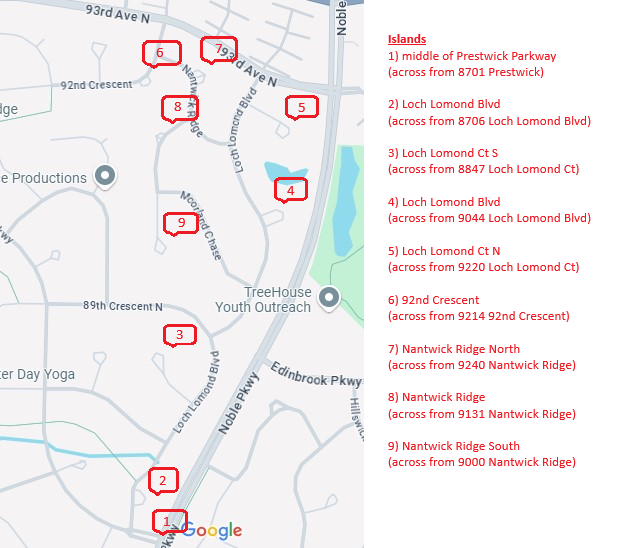 93rd Ave N
Noble
6
7
93rd Ave N
92nd Crescent
Nantwick Ridge
8
Loch Lomond Blvd
5
dge
e Productions
4
Moorland Chase
9
kwy
TreeHouse
Youth Outreach
89th Crescent N
3
ter Day Yoga
Loch Lomond Blvd
Noble Pkwy
Edinbrook Pkwy
Hillswick
2
1
Pkwy
Google
Islands
1) middle of Prestwick Parkway
(across from 8701 Prestwick)
2) Loch Lomond Blvd
(across from 8706 Loch Lomond Blvd)
3) Loch Lomond Ct S
(across from 8847 Loch Lomond Ct)
4) Loch Lomond Blvd
(across from 9044 Loch Lomond Blvd)
5) Loch Lomond Ct N
(across from 9220 Loch Lomond Ct)
6) 92nd Crescent
(across from 9214 92nd Crescent)
7) Nantwick Ridge North
(across from 9240 Nantwick Ridge)
8) Nantwick Ridge
(across from 9131 Nantwick Ridge)
9) Nantwick Ridge South
(across from 9000 Nantwick Ridge)